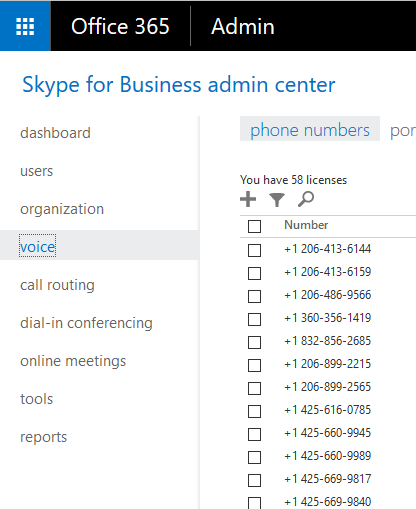 Office 365 Admin
Skype for Business admin center
dashboard
users
organization
voice
call routing
dial-in conferencing
online meetings
tools
reports
phone numbers
You have 58 licenses
Number
+1 206-413-6144
+1 206-413-6159
+1 206-486-9566
+1 360-356-1419
+1 832-856-2685
+1 206-899-2215
+1 206-899-2565
+1 425-616-0785
+1 425-660-9945
+1 425-660-9989
+1 425-669-9817
+1 425-669-9840